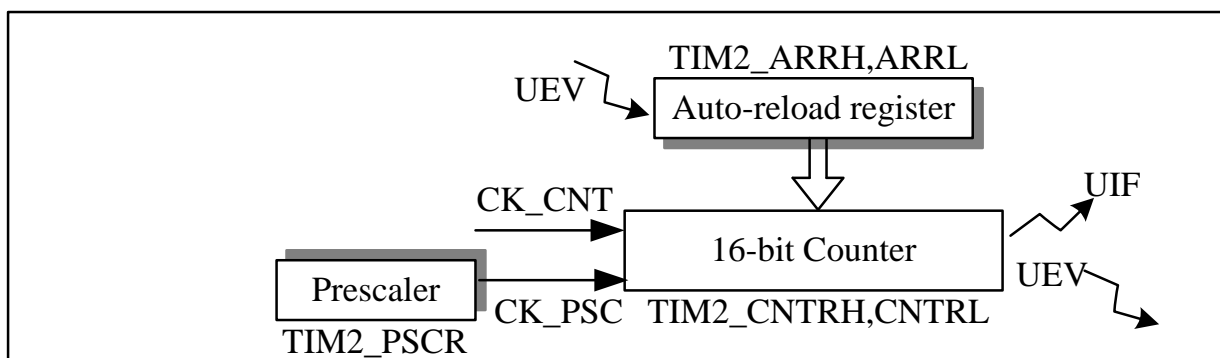 TIM2_ARRH,ARRL
UEV
Auto-reload register
CK_CNT
UIF
16-bit Counter
UEV
Prescaler
CK_PSC
TIM2_CNTRH,CNTRL
TIM2_PSCR